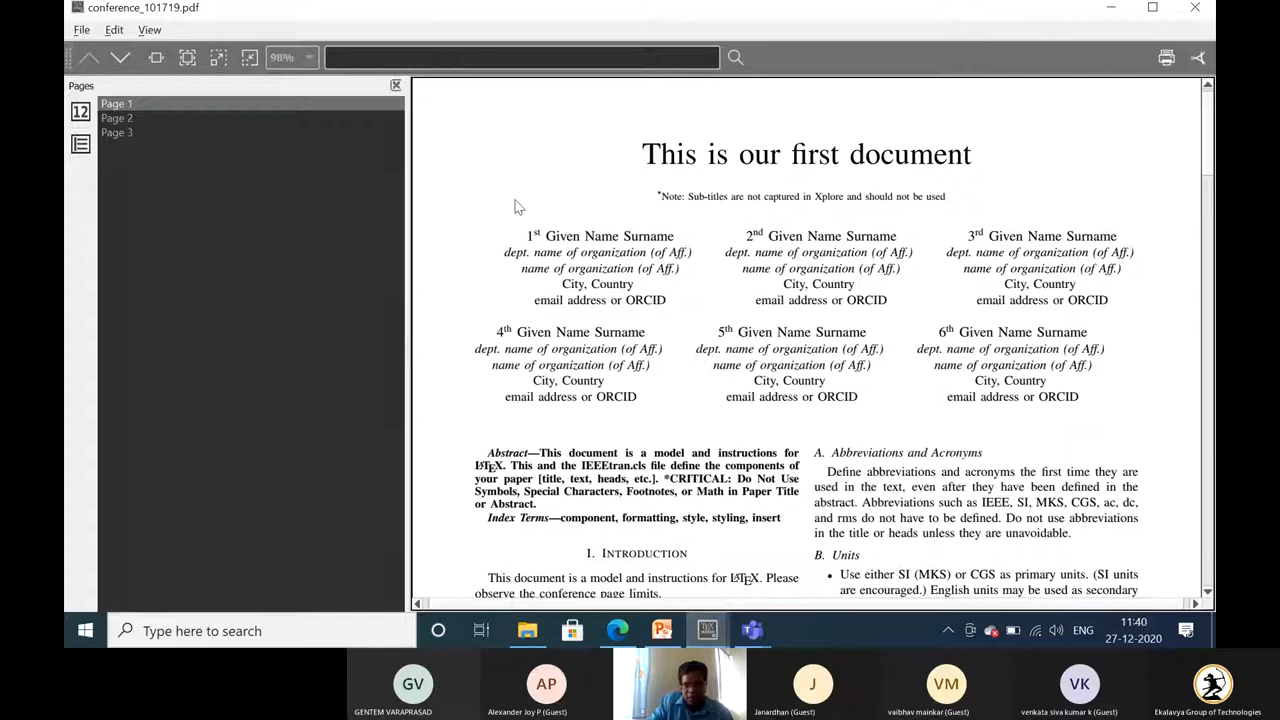 conference_101719.pdf
File Edit View
98%
Pages
Page 1
Page 2
Page 3
12
This is our first document
*Note: Sub-titles are not captured in Xplore and should not be used
1st Given Name Surname
dept. name of organization (of Aff.)
name of organization (of Aff.)
City, Country
email address or ORCID
2nd Given Name Surname
dept. name of organization (of Aff.)
name of organization (of Aff.)
City, Country
email address or ORCID
3rd Given Name Surname
dept. name of organization (of Aff.)
name of organization (of Aff.)
City, Country
email address or ORCID
4th Given Name Surname
dept. name of organization (of Aff.)
name of organization (of Aff.)
City, Country
email address or ORCID
5th Given Name Surname
dept. name of organization (of Aff.)
name of organization (of Aff.)
City, Country
email address or ORCID
6th Given Name Surname
dept. name of organization (of Aff.)
name of organization (of Aff.)
City, Country
email address or ORCID
Abstract—This document is a model and instructions for
LATEX. This and the IEEEtran.cls file define the components of
your paper [title, text, heads, etc.]. *CRITICAL: Do Not Use
Symbols, Special Characters, Footnotes, or Math in Paper Title
or Abstract.
Index Terms—component, formatting, style, styling, insert
I. INTRODUCTION
This document is a model and instructions for LATEX. Please
observe the conference page limits.
A. Abbreviations and Acronyms
Define abbreviations and acronyms the first time they are
used in the text, even after they have been defined in the
abstract. Abbreviations such as IEEE, SI, MKS, CGS, ac, dc,
and rms do not have to be defined. Do not use abbreviations
in the title or heads unless they are unavoidable.
B. Units
• Use either SI (MKS) or CGS as primary units. (SI units
are encouraged.) English units may be used as secondary
Type here to search
ENG
11:40
27-12-2020
GV
GENTEM VARAPRASAD
AP
Alexander Joy P (Guest)
J
Janardhan (Guest)
VM
vaibhav mainkar (Guest)
VK
venkata siva kumar k (Guest)
Ekalavya Group of Technologies